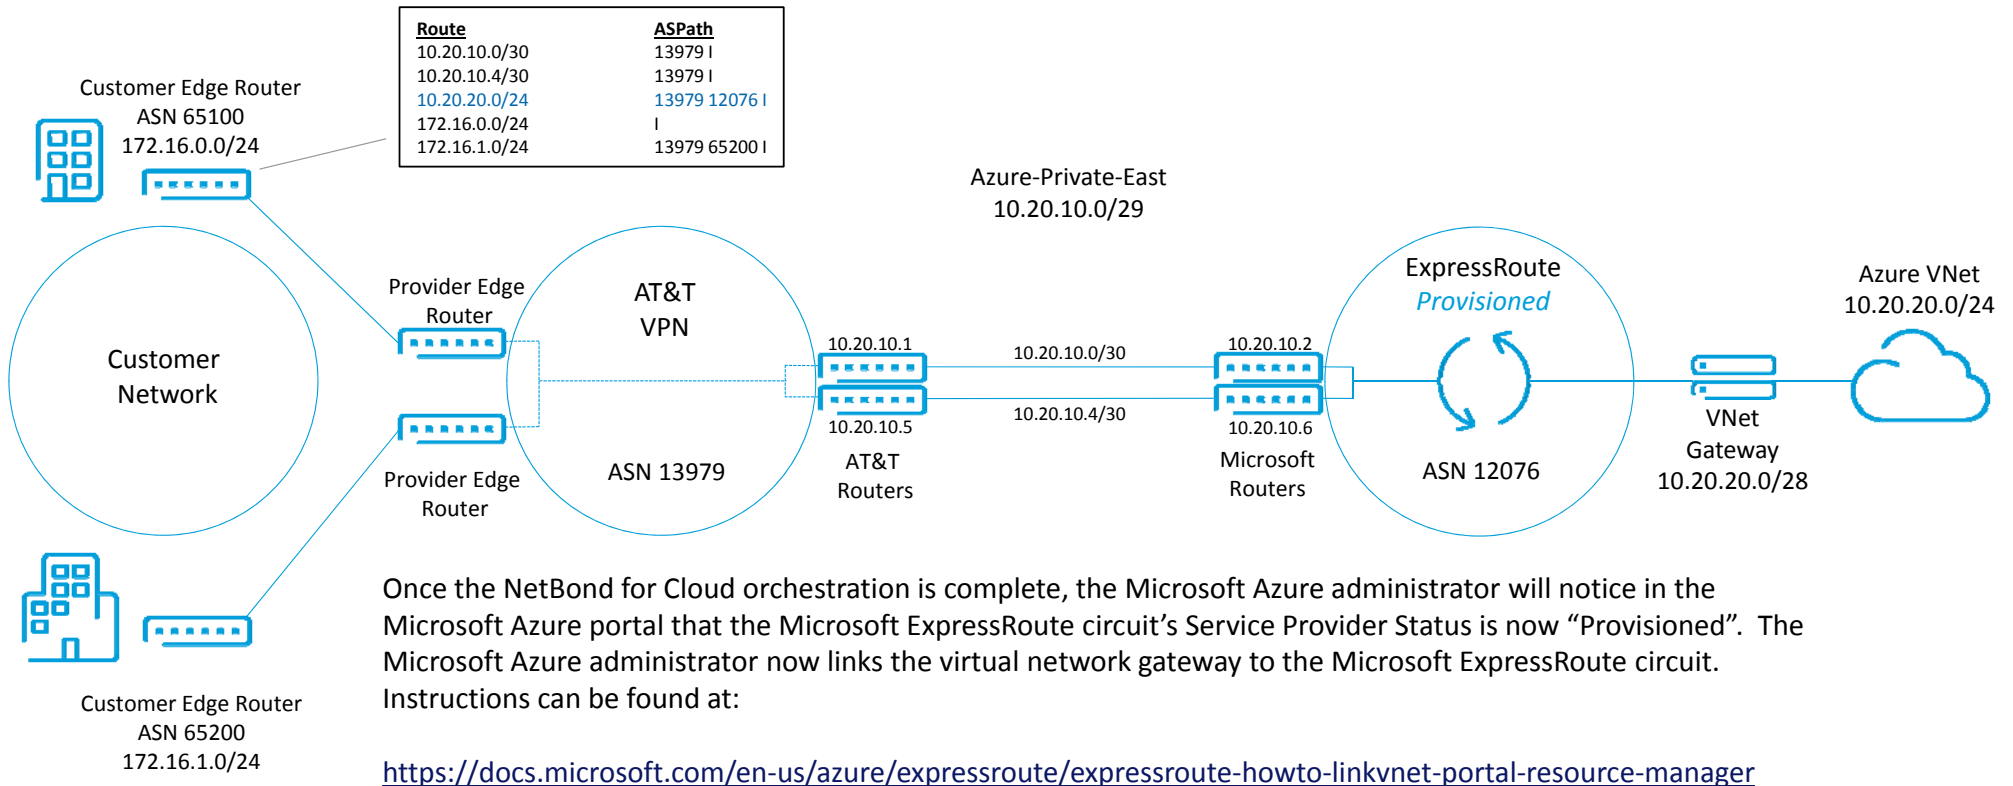 Route ASPath
10.20.10.0/30 13979 I
10.20.10.4/30 13979 I
10.20.20.0/24 13979 12076 I
172.16.0.0/24 I
172.16.1.0/24 13979 65200 I
Customer Edge Router
ASN 65100
172.16.0.0/24
Azure-Private-East
10.20.10.0/29
Customer
Network
Provider Edge
Router
Provider Edge
Router
AT&T
VPN
ASN 13979
10.20.10.1
10.20.10.5
AT&T
Routers
10.20.10.0/30
10.20.10.4/30
10.20.10.2
10.20.10.6
Microsoft
Routers
ExpressRoute
Provisioned
ASN 12076
VNet
Gateway
10.20.20.0/28
Azure VNet
10.20.20.0/24
Customer Edge Router
ASN 65200
172.16.1.0/24
Once the NetBond for Cloud orchestration is complete, the Microsoft Azure administrator will notice in the
Microsoft Azure portal that the Microsoft ExpressRoute circuit’s Service Provider Status is now “Provisioned”. The
Microsoft Azure administrator now links the virtual network gateway to the Microsoft ExpressRoute circuit.
Instructions can be found at:
https://docs.microsoft.com/en-us/azure/expressroute/expressroute-howto-linkvnet-portal-resource-manager